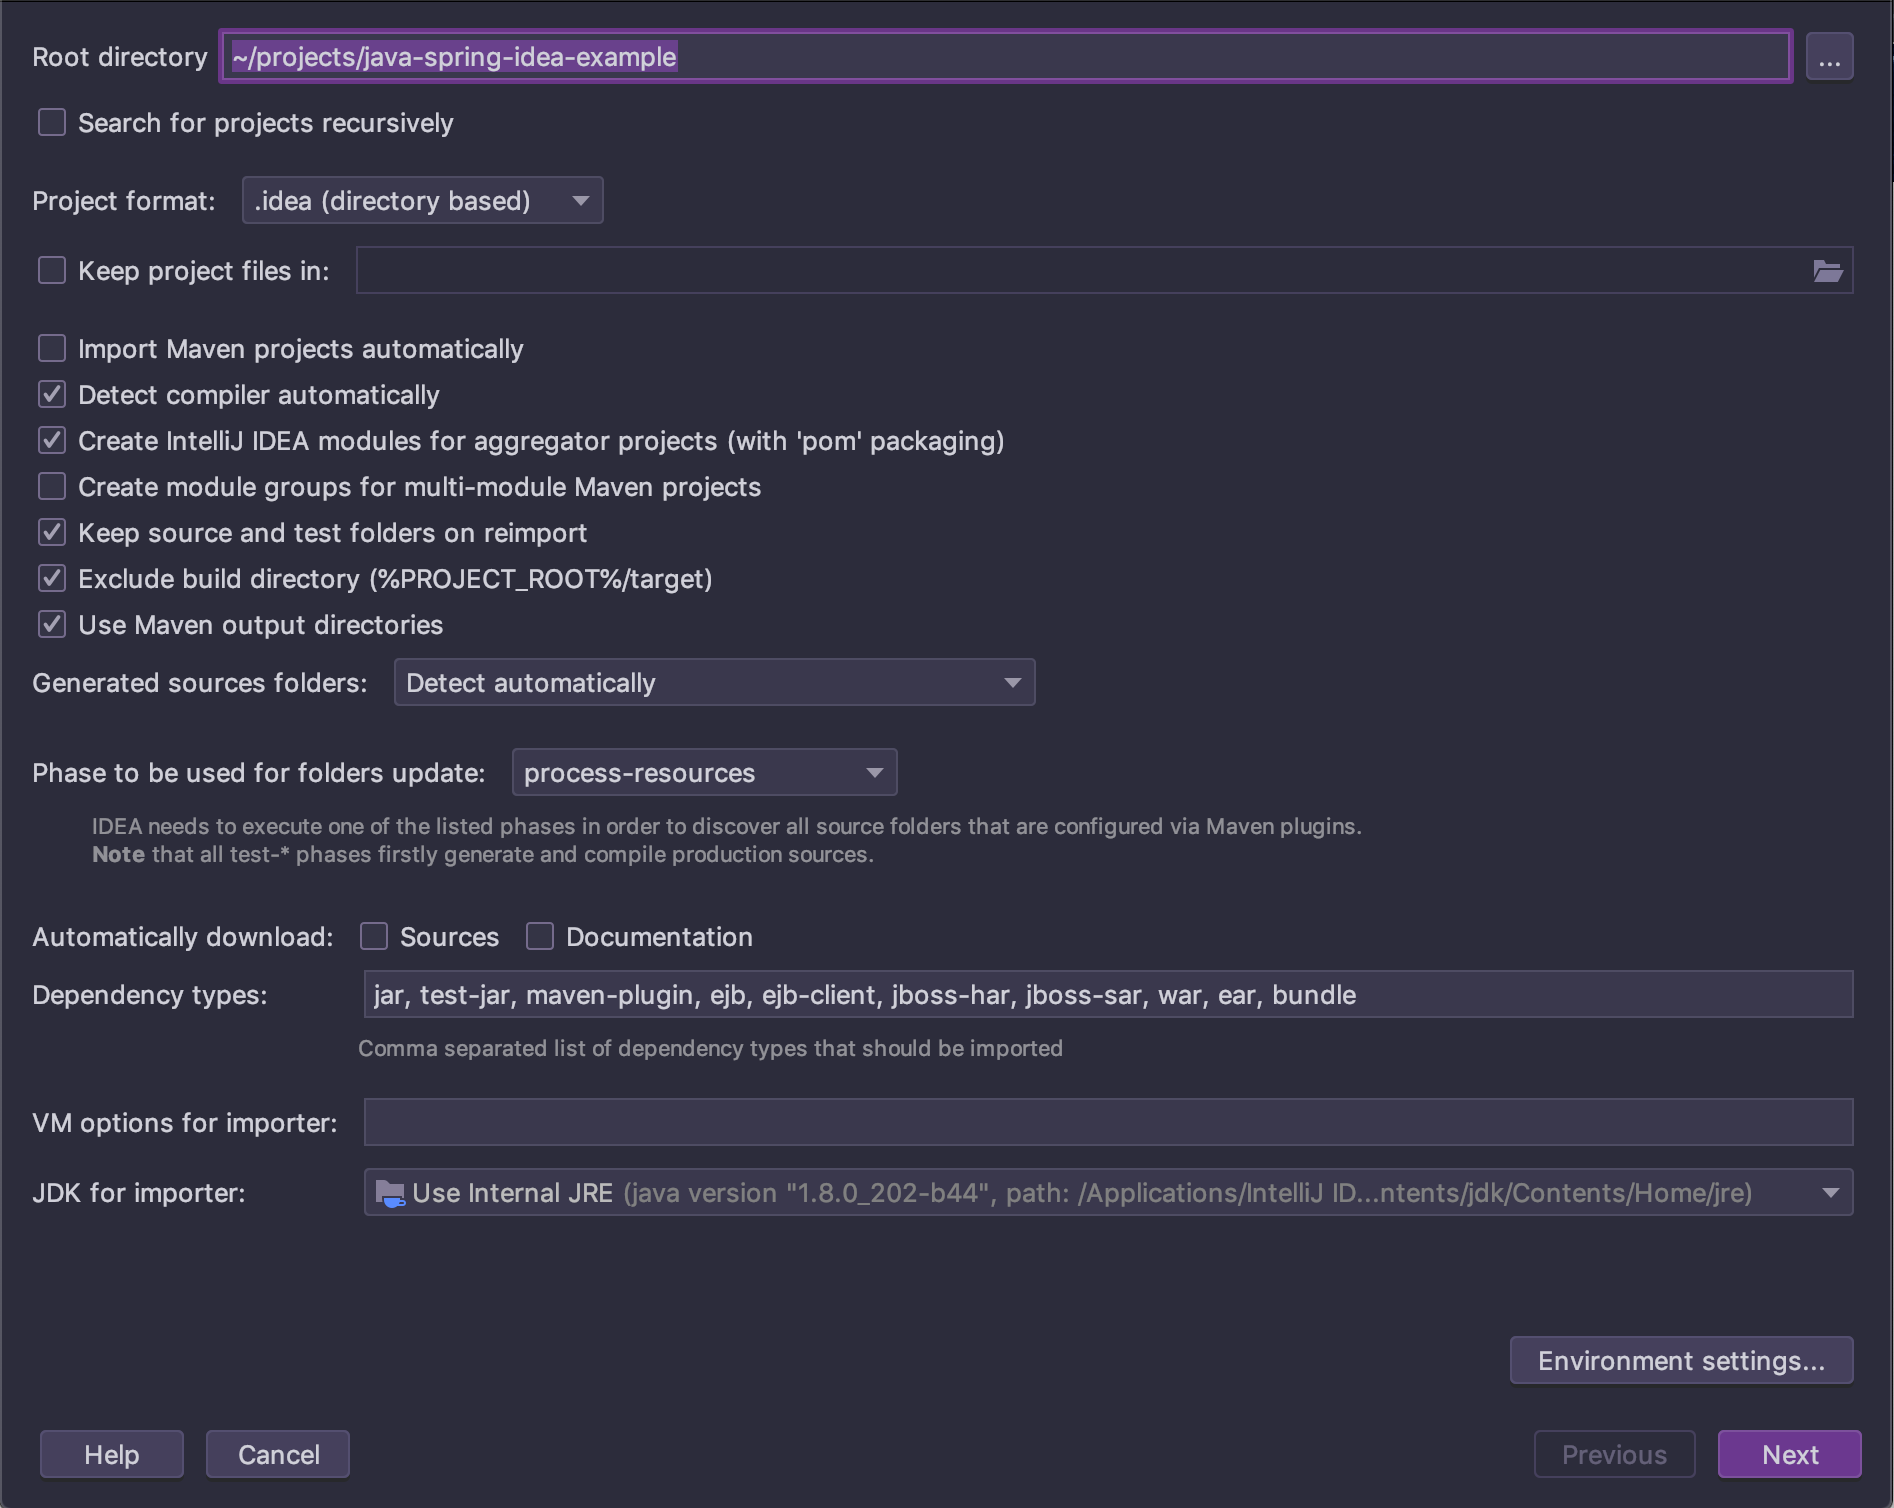 Root directory ~/projects/java-spring-idea-example ...
Search for projects recursively
Project format: .idea (directory based)
Keep project files in:
Import Maven projects automatically
Detect compiler automatically
Create IntelliJ IDEA modules for aggregator projects (with 'pom' packaging)
Create module groups for multi-module Maven projects
Keep source and test folders on reimport
Exclude build directory (%PROJECT_ROOT%/target)
Use Maven output directories
Generated sources folders: Detect automatically
Phase to be used for folders update: process-resources
IDEA needs to execute one of the listed phases in order to discover all source folders that are configured via Maven plugins.
Note that all test-* phases firstly generate and compile production sources.
Automatically download: Sources Documentation
Dependency types: jar, test-jar, maven-plugin, ejb, ejb-client, jboss-har, jboss-sar, war, ear, bundle
Comma separated list of dependency types that should be imported
VM options for importer:
JDK for importer: Use Internal JRE (java version "1.8.0_202-b44", path: /Applications/IntelliJ ID...ntents/jdk/Contents/Home/jre)
Environment settings...
Help Cancel Previous Next